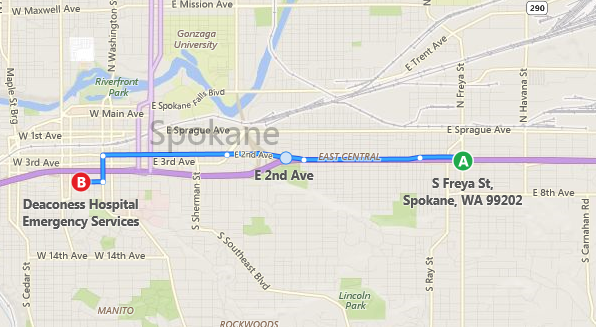 W Maxwell Ave
E Mission Ave
290
N Washington S
Gonzaga
University
E Trent Ave
Maple St Brg
Riverfront
Park
N Freya St
N Havana St
E Spokane Falls Blvd
W Main Ave
Spokane
W 1st Ave
E Sprague Ave
E Sprague Ave
W 3rd Ave
E 3rd Ave
E 2nd Ave
EAST CENTRAL
A
B
E 2nd Ave
S Freya St,
Spokane, WA 99202
E 8th Ave
Deaconess Hospital
Emergency Services
S Sherman St
S Carnahan Rd
W 14th Ave
W 14th Ave
S Cedar St
S Southeast Blvd
S Ray St
Lincoln
Park
MANITO
ROCKWOODS